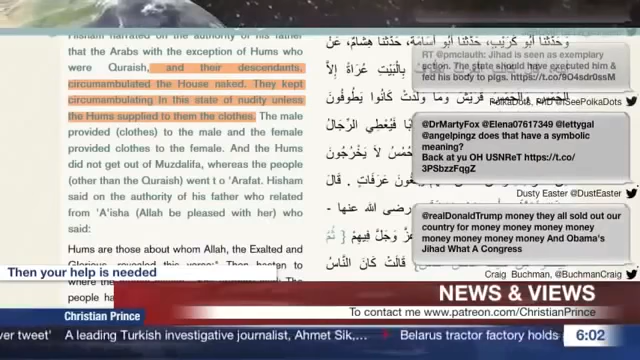 Hisham narrated on the authority of his father
that the Arabs with the exception of Hums who
were Quraish, and their descendants,
circumambulated the House naked. They kept
circumambulating In this state of nudity unless
the Hums supplied to them the clothes. The male
provided (clothes) to the male and the female
provided clothes to the female. And the Hums
did not get out of Muzdalifa, whereas the people
(other than the Quraish) went t o 'Arafat. Hisham
said on the authority of his father who related
from 'A'isha (Allah be pleased with her) who
said:
Hums are those about whom Allah, the Exalted and
Glorious, revealed this verse:" Then hasten to
where the
people ha
وَحَدَّثَنَا أَبُو كُرَيْبٍ، حَدَّثَنَا أَبُو أُسَامَةَ، حَدَّثَنَا هِشَامٌ، عَنْ
بِالْبَيْتِ عُرَاةً إِلاَّ
قُرَيْشٌ وَمَا وَلَدَتْ كَانُوا يَطُوفُونَ
فَيُعْطِي الرِّجَالُ
لاَ يَخْرُجُونَ
عَرَفَاتٍ . قَالَ
رضى الله عنها -
عَزَّ وَجَلَّ فِيهِمْ { ثُمَّ
قَالَتْ كَانَ النَّاسُ
RT @pmclauth: Jihad is seen as exemplary
action. The state should have executed him &
fed his body to pigs. https://t.co/9O4sdr0ssM
PolkaDots, PhD @ISeePolkaDots
@DrMartyFox @Elena07617349 @lettygal
@angelpingz does that have a symbolic
meaning?
Back at yu OH USNReT https://t.co/
3PSbzzFqgZ
Dusty Easter @DustEaster
@realDonaldTrump money they all sold out our
country for money money money money
money money money money And Obama's
Jihad What A Congress
Craig Buchman, @BuchmanCraig
Then your help is needed
NEWS & VIEWS
Christian Prince
To contact me www.patreon.com/ChristianPrince
ver tweet'
A leading Turkish investigative journalist, Ahmet Sik,...
Belarus tractor factory holds
6:02